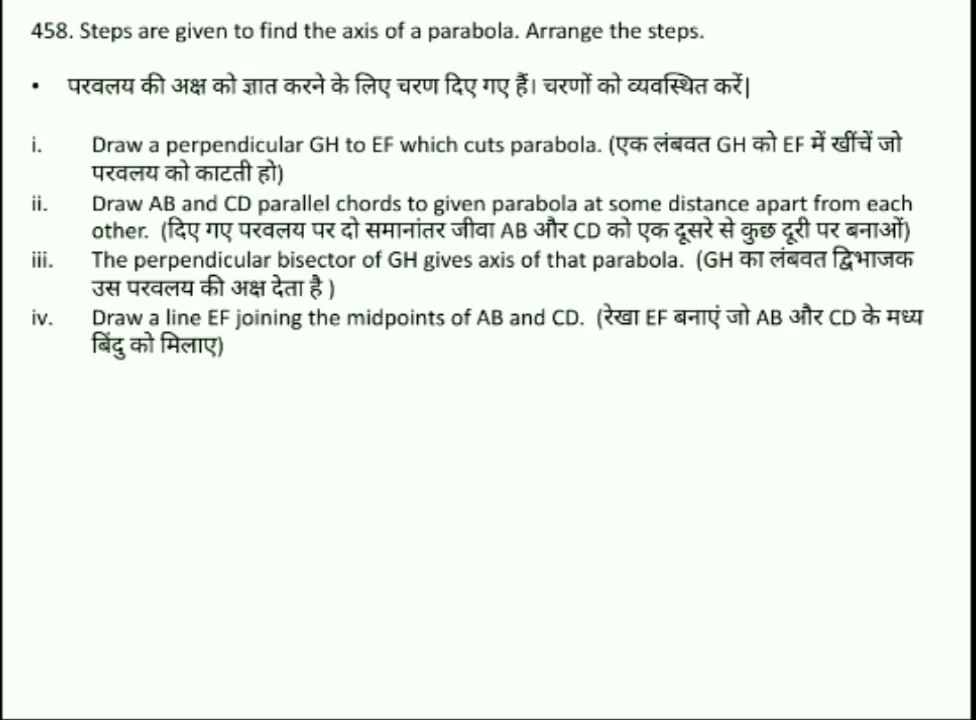 458. Steps are given to find the axis of a parabola. Arrange the steps.
• परवलय की अक्ष को ज्ञात करने के लिए चरण दिए गए हैं। चरणों को व्यवस्थित करें|
i. Draw a perpendicular GH to EF which cuts parabola. (एक लंबवत GH को EF में खींचें जो
परवलय को काटती हो)
ii. Draw AB and CD parallel chords to given parabola at some distance apart from each
other. (दिए गए परवलय पर दो समानांतर जीवा AB और CD को एक दूसरे से कुछ दूरी पर बनाओं)
iii. The perpendicular bisector of GH gives axis of that parabola. (GH का लंबवत द्विभाजक
उस परवलय की अक्ष देता है )
iv. Draw a line EF joining the midpoints of AB and CD. (रेखा EF बनाएं जो AB और CD के मध्य
बिंदु को मिलाए)